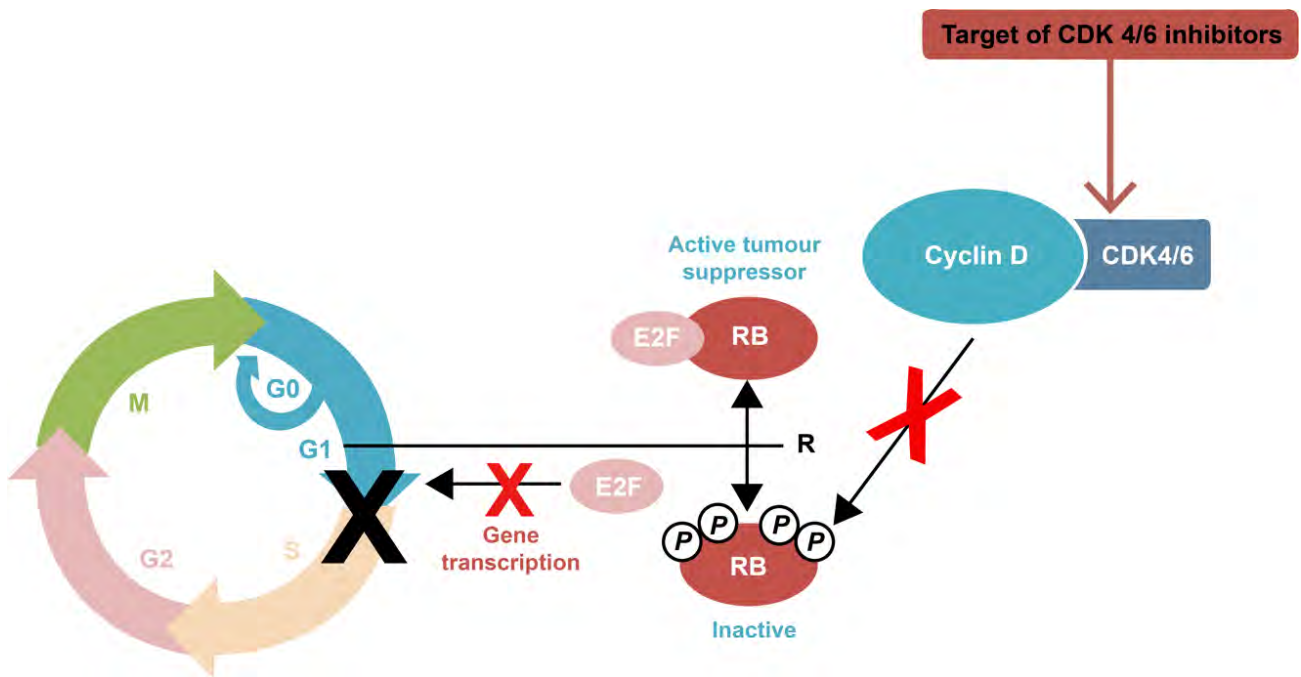 Target of CDK 4/6 inhibitors
Cyclin D
CDK4/6
Active tumour
suppressor
E2F
RB
R
M
G0
G1
S
G2
X
X
E2F
Gene
transcription
X
P
P
P
P
RB
Inactive